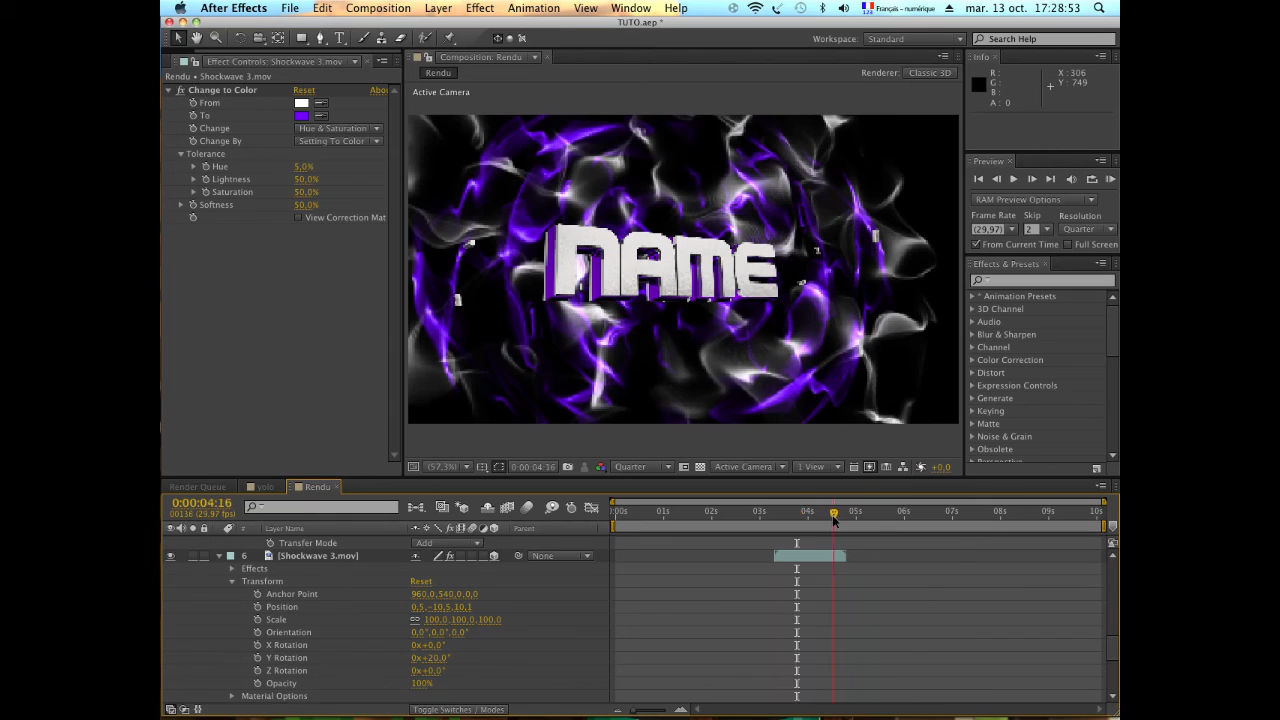 After Effects File Edit Composition Layer Effect Animation View Window Help Français - numérique mar. 13 oct. 17:28:53
TUTO.aep *
Workspace: Standard Search Help
Effect Controls: Shockwave 3.mov Composition: Rendu Info
Rendu • Shockwave 3.mov Rendu Renderer: Classic 3D
R: X : 306
G: Y : 749
B:
A : 0
Active Camera
Change to Color Reset Abou
From
To
Change Hue & Saturation
Change By Setting To Color
Tolerance
Hue 5,0%
Lightness 50,0%
Saturation 50,0%
Softness 50,0%
View Correction Mat
NAME
Preview
RAM Preview Options
Frame Rate Skip Resolution
(29,97) 2 Quarter
From Current Time Full Screen
Effects & Presets
* Animation Presets
3D Channel
Audio
Blur & Sharpen
Channel
Color Correction
Distort
Expression Controls
Generate
Keying
Matte
Noise & Grain
Obsolete
Perspective
(57,3%) 0:00:04:16 Quarter Active Camera 1 View +0,0
Render Queue yolo Rendu
0:00:04:16
00136 (29.97 fps)
:00s 01s 02s 03s 04s 05s 06s 07s 08s 09s 10s
# Layer Name Parent
Transfer Mode Add
6 [Shockwave 3.mov] None
Effects
Transform Reset
Anchor Point 960,0,540,0,0,0
Position 0,5,-10,5,10,1
Scale 100,0,100,0,100,0%
Orientation 0,0°,0,0°,0,0°
X Rotation 0x+0,0°
Y Rotation 0x+20,0°
Z Rotation 0x+0,0°
Opacity 100%
Material Options
Toggle Switches / Modes